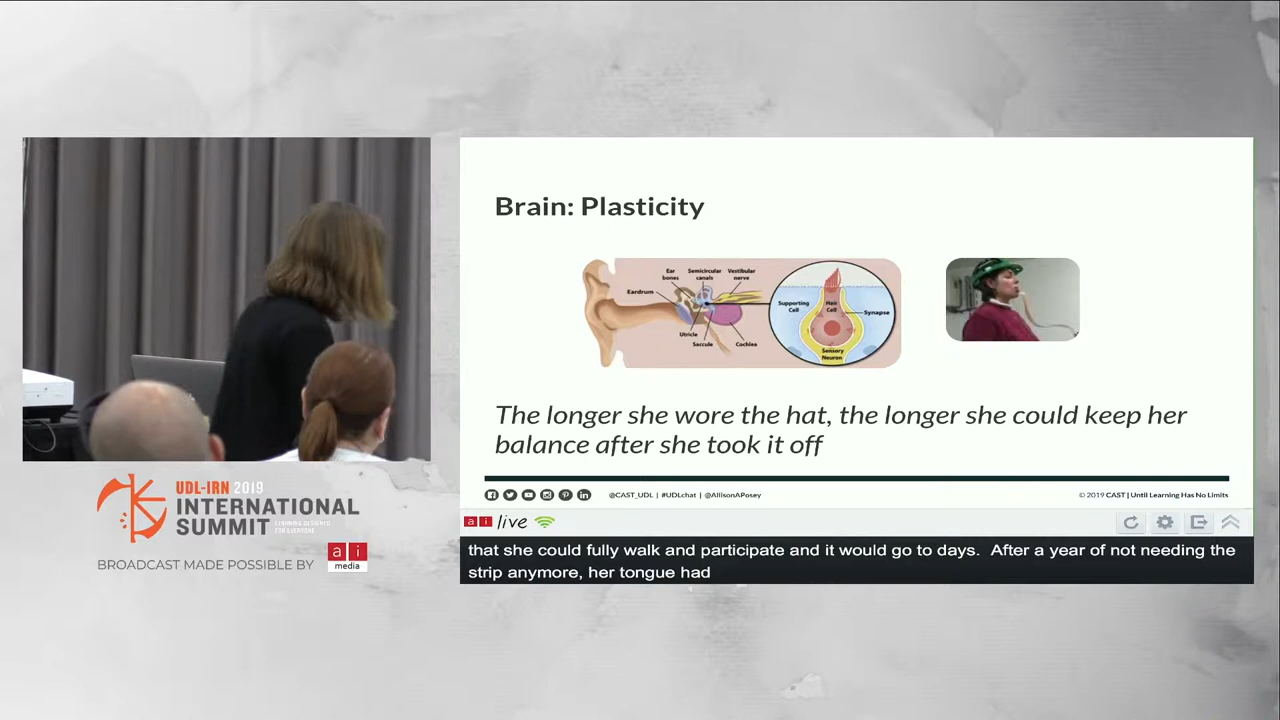 Brain: Plasticity
Ear bones
Semicircular canals
Vestibular nerve
Eardrum
Utricle
Saccule
Cochlea
Supporting Cell
Hair Cell
Synapse
Sensory Neuron
The longer she wore the hat, the longer she could keep her
balance after she took it off
@CAST_UDL | #UDLchat | @AllisonAPosey
© 2019 CAST | Until Learning Has No Limits
ai live
that she could fully walk and participate and it would go to days. After a year of not needing the
strip anymore, her tongue had
UDL-IRN 2019
INTERNATIONAL
SUMMIT
LEARNING DESIGNED
FOR EVERYONE
BROADCAST MADE POSSIBLE BY
ai
media